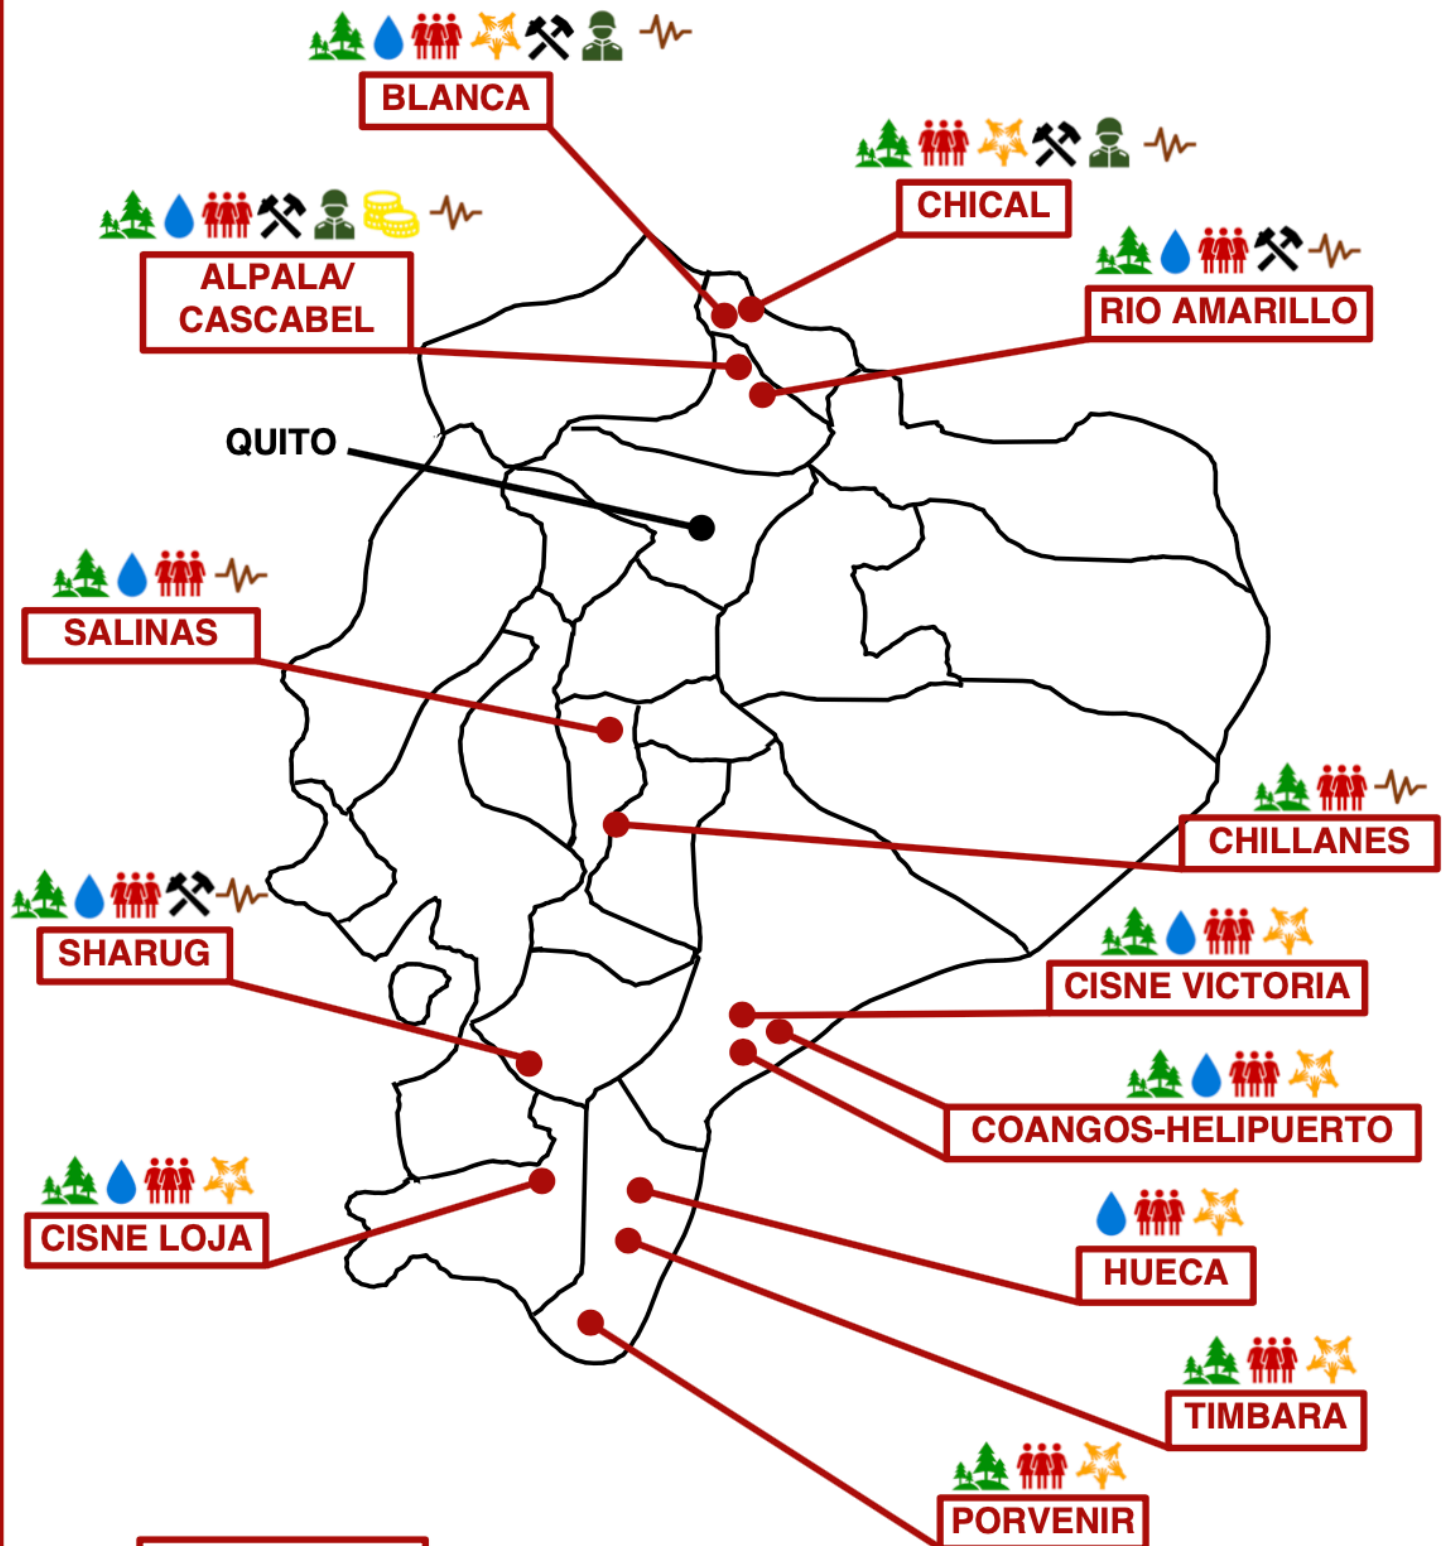 BLANCA
CHICAL
ALPALA/
CASCABEL
RIO AMARILLO
QUITO
SALINAS
CHILLANES
SHARUG
CISNE VICTORIA
COANGOS-HELIPUERTO
CISNE LOJA
HUECA
TIMBARA
PORVENIR